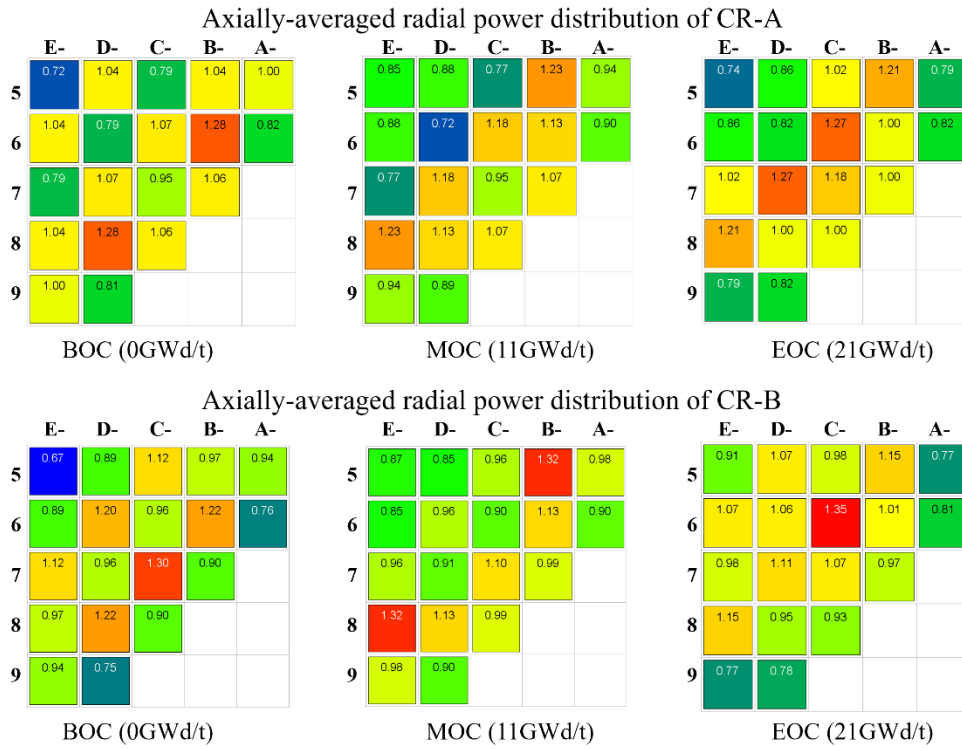 Axially-averaged radial power distribution of CR-A
E- D- C- B- A- E- D- C- B- A- E- D- C- B- A-
5 0.72 1.04 0.79 1.04 1.00 5 0.85 0.88 0.77 1.23 0.94 5 0.74 0.86 1.02 1.21 0.79
6 1.04 0.79 1.07 1.28 0.82 6 0.88 0.72 1.18 1.13 0.90 6 0.86 0.82 1.27 1.00 0.82
7 0.79 1.07 0.95 1.06 7 0.77 1.18 0.95 1.07 7 1.02 1.27 1.18 1.00
8 1.04 1.28 1.06 8 1.23 1.13 1.07 8 1.21 1.00 1.00
9 1.00 0.81 9 0.94 0.89 9 0.79 0.82
BOC (0GWd/t) MOC (11GWd/t) EOC (21GWd/t)
Axially-averaged radial power distribution of CR-B
E- D- C- B- A- E- D- C- B- A- E- D- C- B- A-
5 0.67 0.89 1.12 0.97 0.94 5 0.87 0.85 0.96 1.32 0.98 5 0.91 1.07 0.98 1.15 0.77
6 0.89 1.20 0.96 1.22 0.76 6 0.85 0.96 0.90 1.13 0.90 6 1.07 1.06 1.35 1.01 0.81
7 1.12 0.96 1.30 0.90 7 0.96 0.91 1.10 0.99 7 0.98 1.11 1.07 0.97
8 0.97 1.22 0.90 8 1.32 1.13 0.99 8 1.15 0.95 0.93
9 0.94 0.75 9 0.98 0.90 9 0.77 0.78
BOC (0GWd/t) MOC (11GWd/t) EOC (21GWd/t)